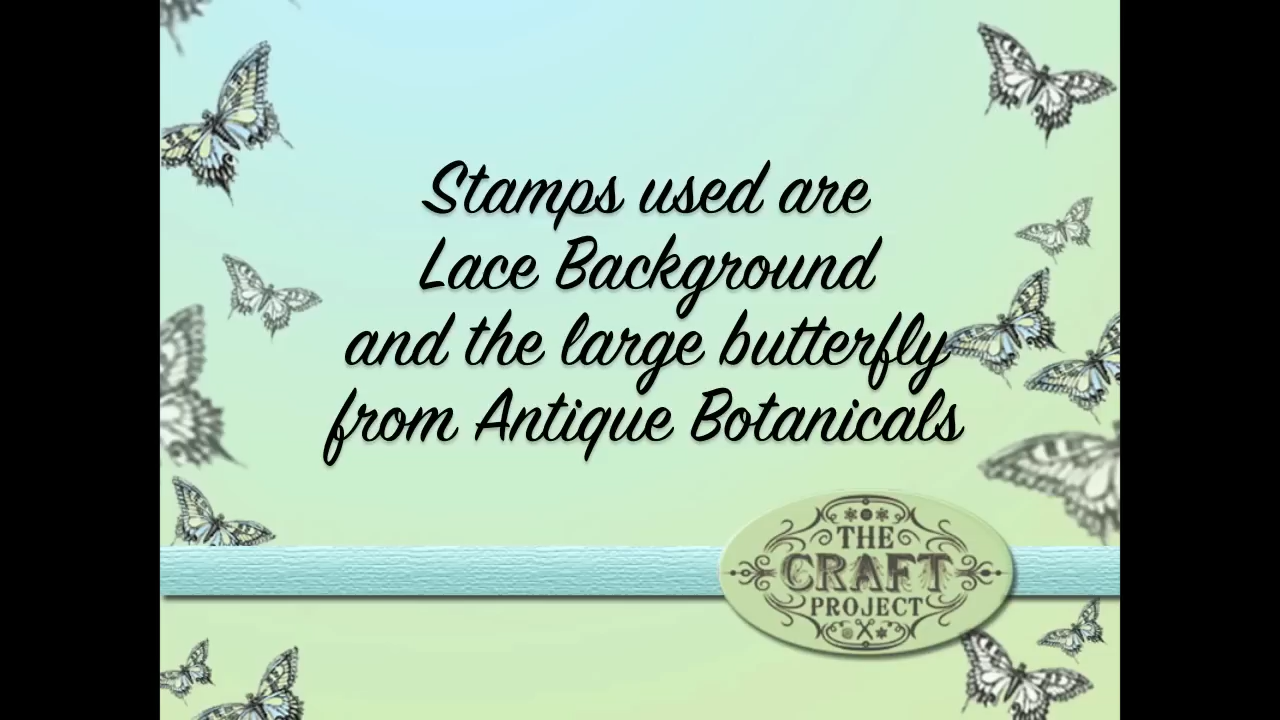 Stamps used are
Lace Background
and the large butterfly
from Antique Botanicals
THE
CRAFT
PROJECT